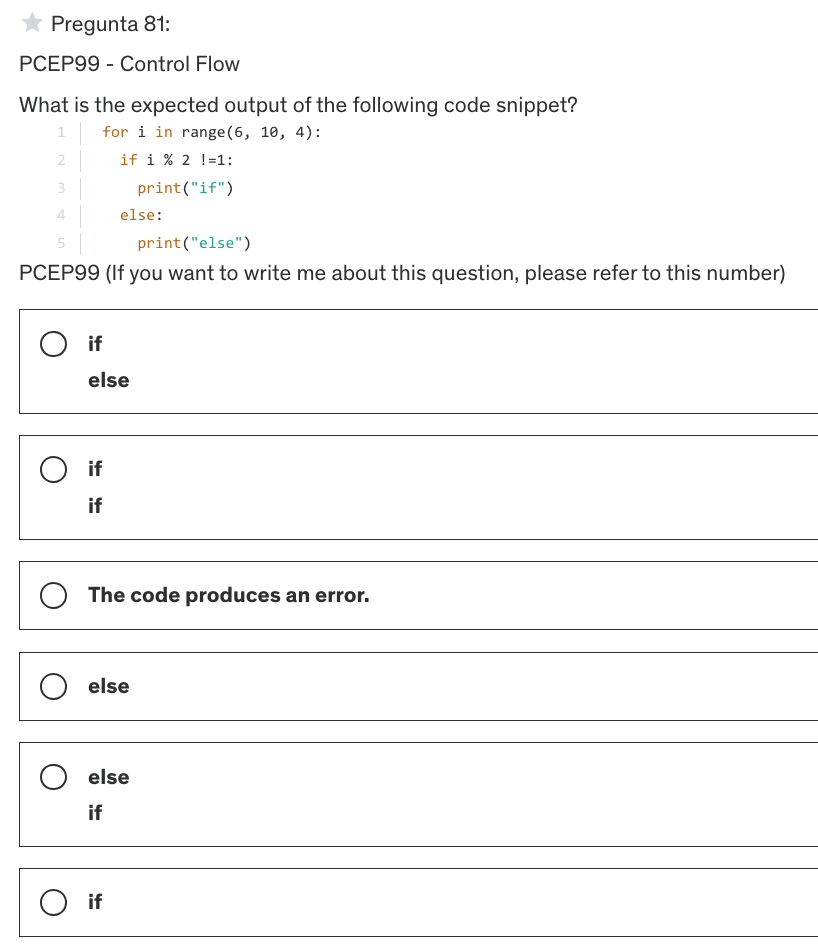 Pregunta 81:
PCEP99 - Control Flow
What is the expected output of the following code snippet?
1 for i in range(6, 10, 4):
2 if i % 2 !=1:
3 print("if")
4 else:
5 print("else")
PCEP99 (If you want to write me about this question, please refer to this number)
if
else
if
if
The code produces an error.
else
else
if
if